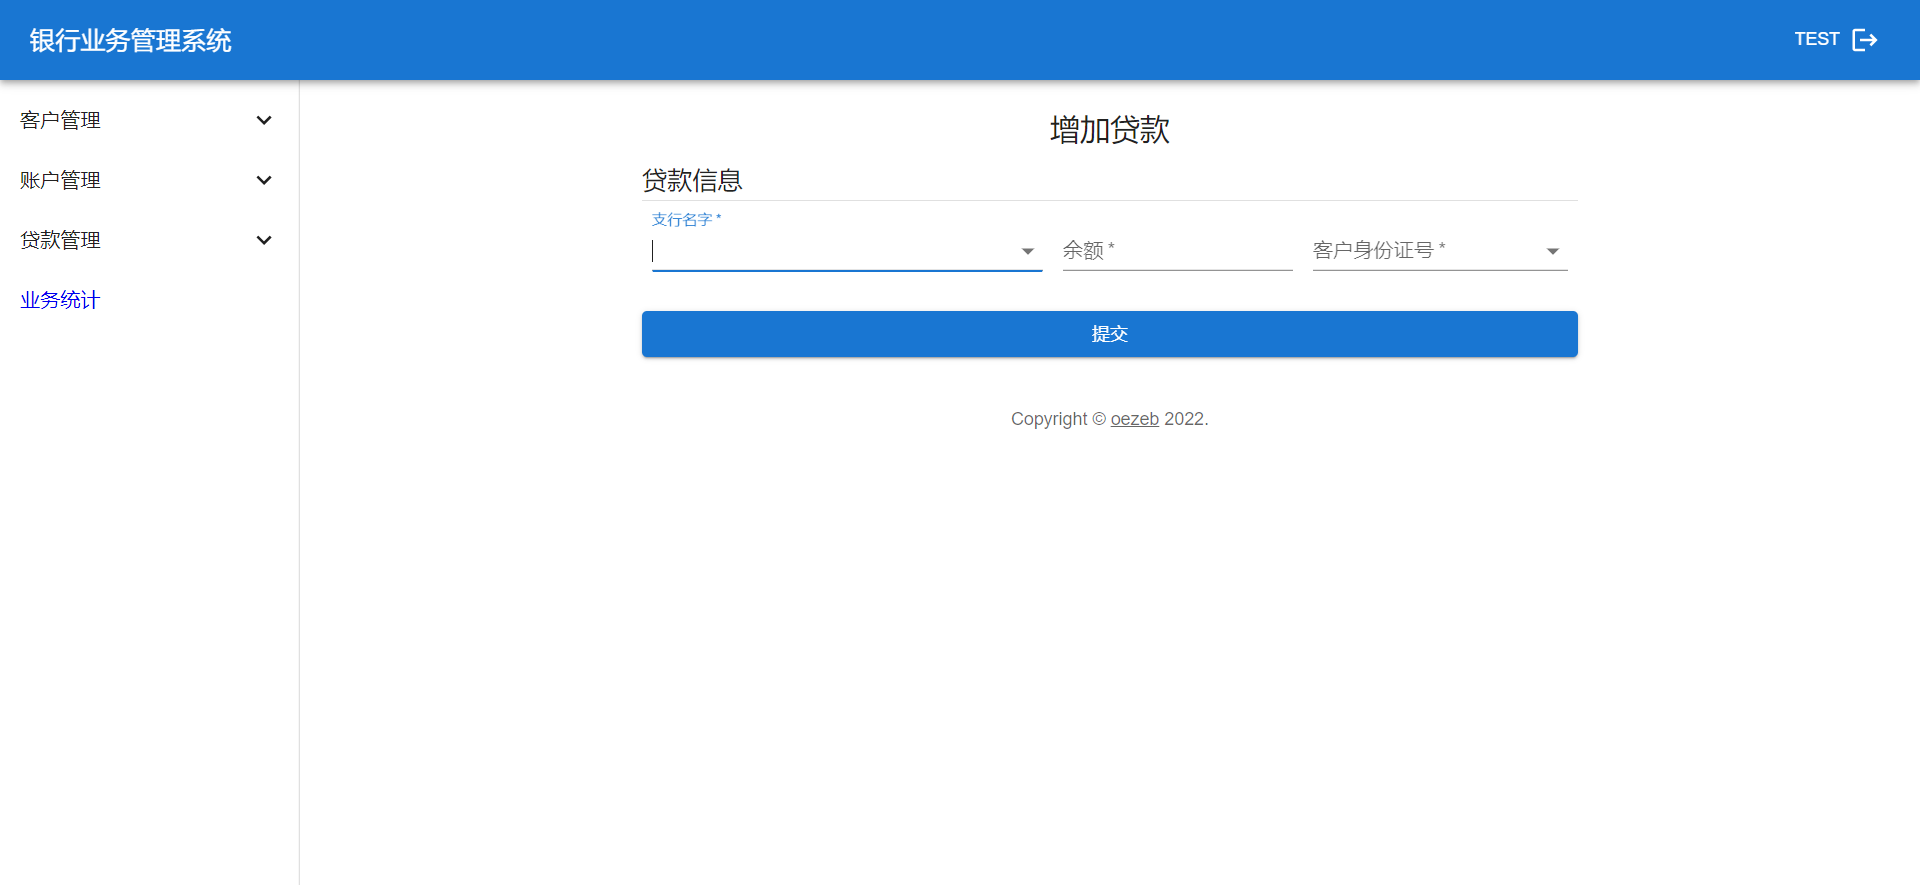 银行业务管理系统
TEST
客户管理
账户管理
贷款管理
业务统计
增加贷款
贷款信息
支行名字 *
余额 *
客户身份证号 *
提交
Copyright © oezeb 2022.